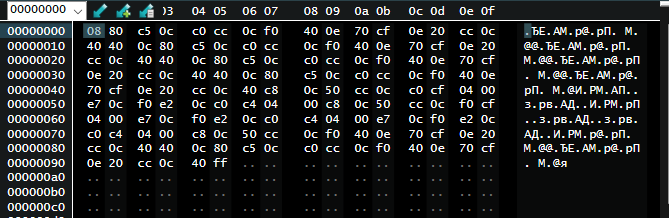 00000000 03 04 05 06 07 08 09 0a 0b 0c 0d 0e 0f
00000000 08 80 c5 0c c0 cc 0c f0 40 0e 70 cf 0e 20 cc 0c .ЂЕ.АМ.р@.pП. М.
00000010 40 40 0c 80 c5 0c c0 cc 0c f0 40 0e 70 cf 0e 20 @@.ЂЕ.АМ.р@.pП.
00000020 cc 0c 40 40 0c 80 c5 0c c0 cc 0c f0 40 0e 70 cf М.@@.ЂЕ.АМ.р@.pП
00000030 0e 20 cc 0c 40 40 0c 80 c5 0c c0 cc 0c f0 40 0e . М.@@.ЂЕ.АМ.р@.
00000040 70 cf 0e 20 cc 0c 40 c8 0c 50 cc 0c c0 cf 04 00 pП. М.@И.PМ.АП..
00000050 e7 0c f0 e2 0c c0 c4 04 00 c8 0c 50 cc 0c f0 cf з.рв.АД..И.PМ.рП
00000060 04 00 e7 0c f0 e2 0c c0 c4 04 00 e7 0c f0 e2 0c ..з.рв.АД..з.рв.
00000070 c0 c4 04 00 c8 0c 50 cc 0c f0 40 0e 70 cf 0e 20 АД..И.PМ.р@.pП.
00000080 cc 0c 40 40 0c 80 c5 0c c0 cc 0c f0 40 0e 70 cf М.@@.ЂЕ.АМ.р@.pП
00000090 0e 20 cc 0c 40 ff .. .. .. .. .. .. .. .. .. .. . М.@я
000000a0 .. .. .. .. .. .. .. .. .. .. .. .. .. .. .. ..
000000b0 .. .. .. .. .. .. .. .. .. .. .. .. .. .. .. ..
000000c0 .. .. .. .. .. .. .. .. .. .. .. .. .. .. .. ..